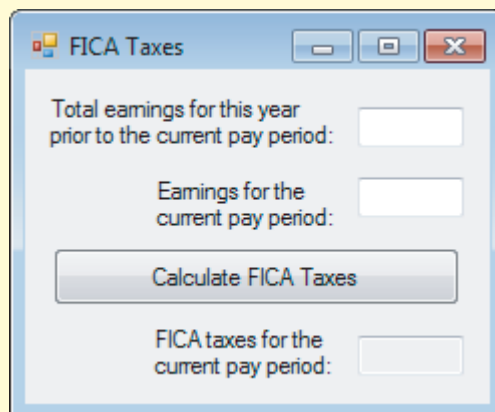 FICA Taxes
Total earnings for this year
prior to the current pay period:
Earnings for the
current pay period:
Calculate FICA Taxes
FICA taxes for the
current pay period: